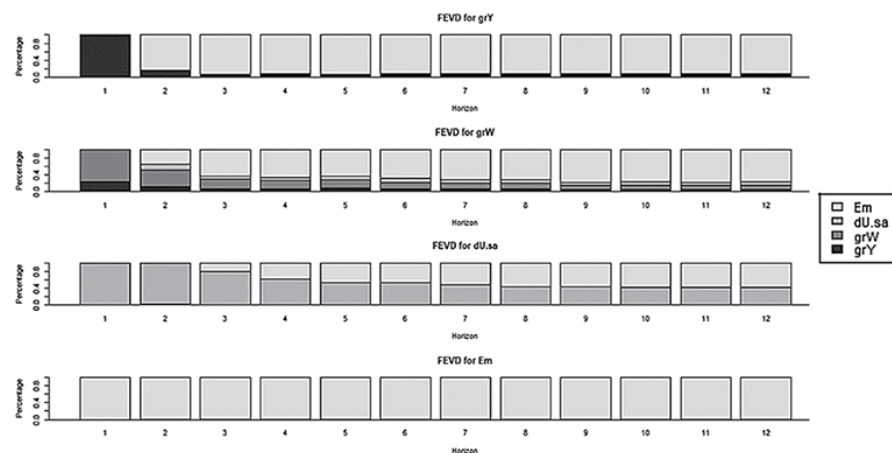 FEVD for grY
Percentage
0.0 0.4 0.8
1 2 3 4 5 6 7 8 9 10 11 12
Horizon
FEVD for grW
Percentage
0.0 0.4 0.8
1 2 3 4 5 6 7 8 9 10 11 12
Horizon
Em
dU.sa
grW
grY
FEVD for dU.sa
Percentage
0.0 0.4 0.8
1 2 3 4 5 6 7 8 9 10 11 12
Horizon
FEVD for Em
Percentage
0.0 0.4 0.8
1 2 3 4 5 6 7 8 9 10 11 12
Horizon